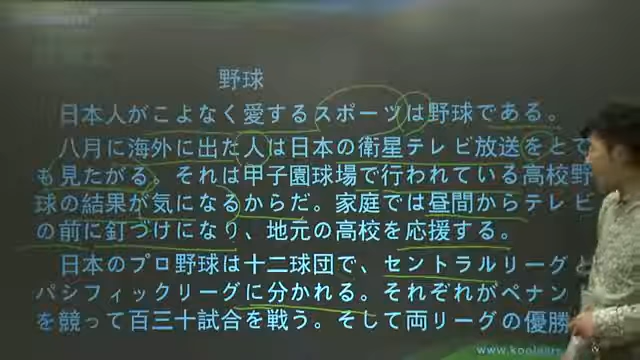 野球
日本人がこよなく愛するスポーツは野球である。
八月に海外に出た人は日本の衛星テレビ放送をとて
も見たがる。それは甲子園球場で行われている高校野
球の結果が気になるからだ。家庭では昼間からテレビ
の前に釘づけになり、地元の高校を応援する。
日本のプロ野球は十二球団で、セントラルリーグと
パシフィックリーグに分かれる。それぞれがペナン
を競って百三十試合を戦う。そして両リーグの優勝
www.koolearn